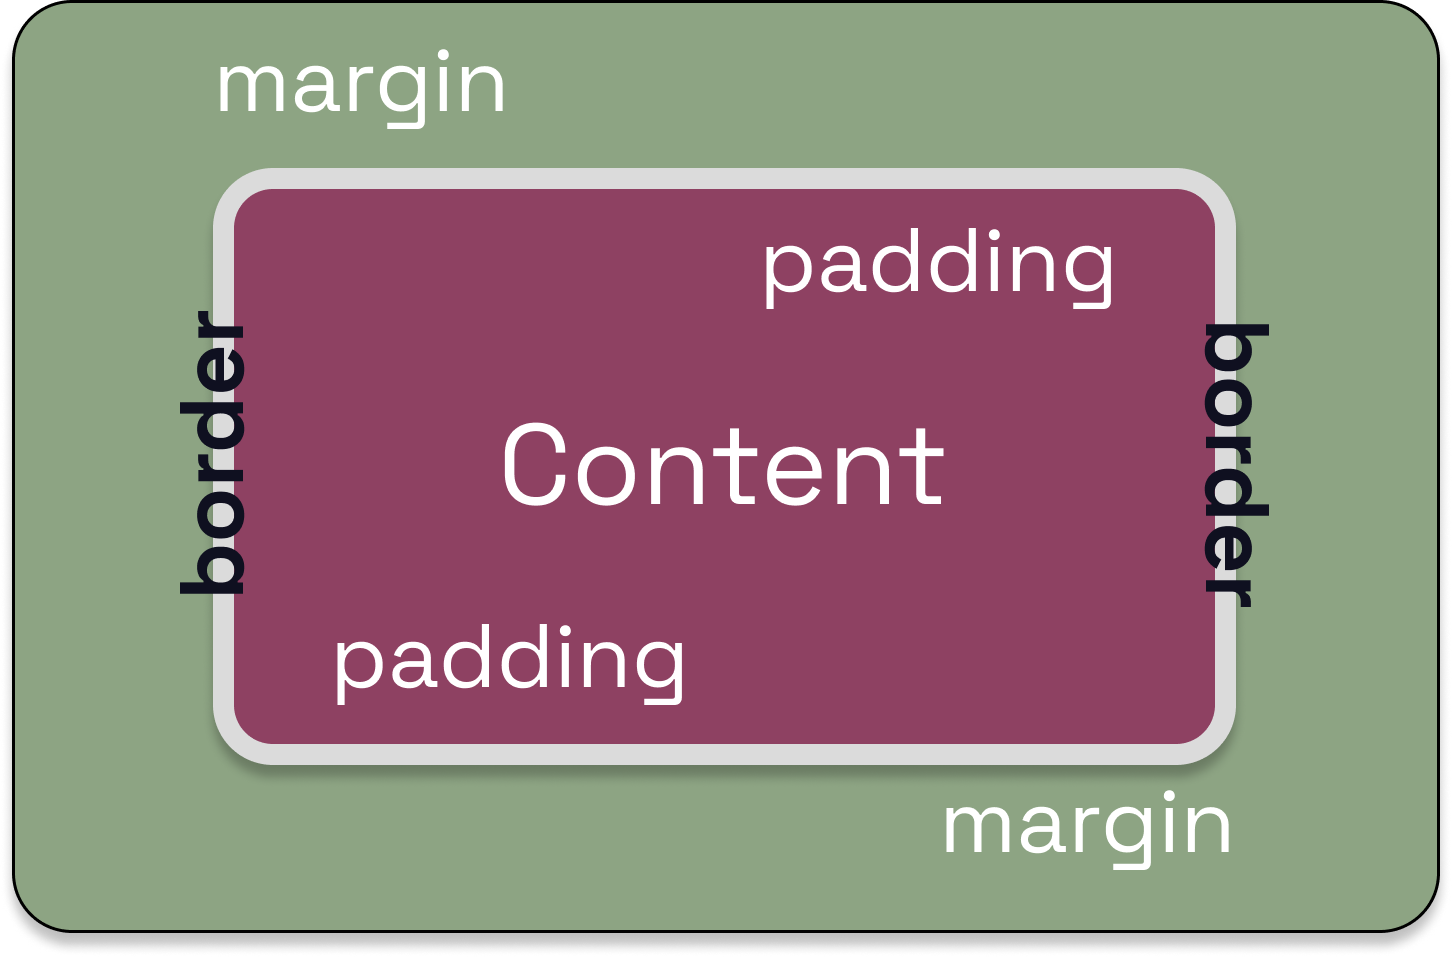 margin
padding
border
border
Content
padding
margin